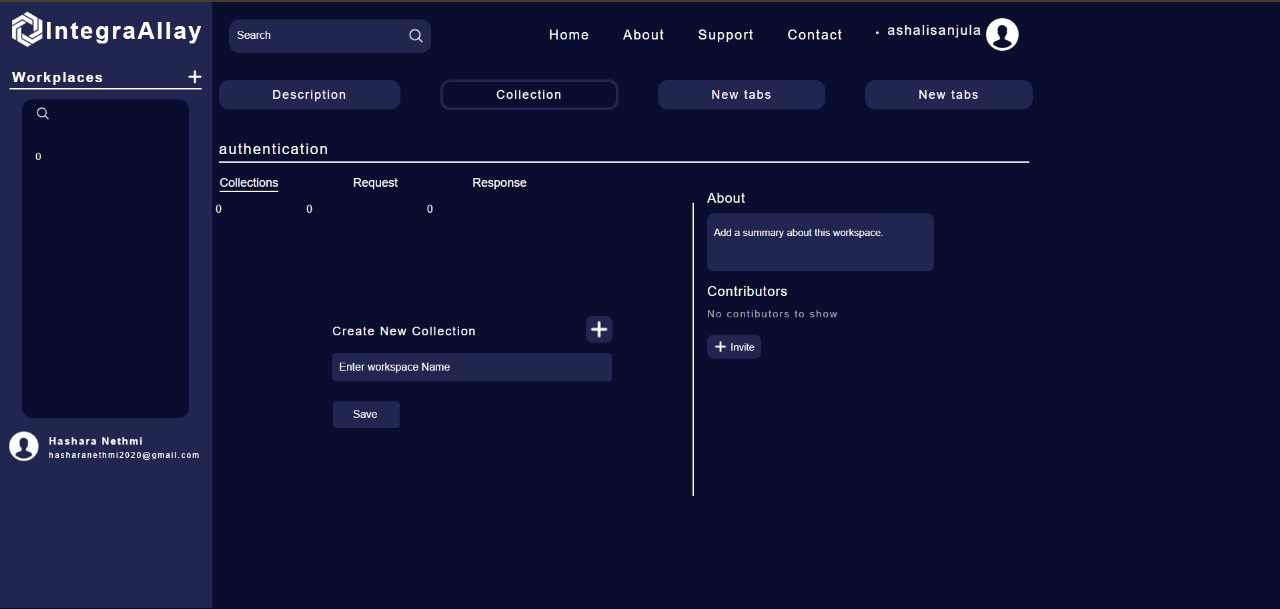 IntegraAllay
Search
Home About Support Contact
· ashalisanjula
Workplaces
0
Hashara Nethmi
hasharanethmi2020@gmail.com
Description Collection New tabs New tabs
authentication
Collections Request Response
0 0 0
Create New Collection
Enter workspace Name
Save
About
Add a summary about this workspace.
Contributors
No contibutors to show
Invite